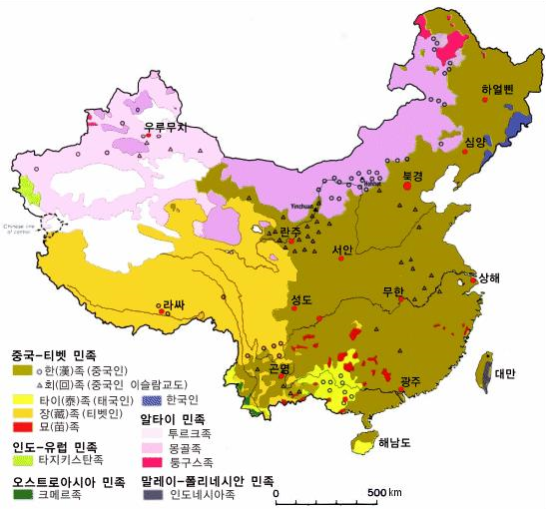 하얼삔
우루무치
심양
북경
Yinchuan
란주
서안
Chinese line
of control
상해
무한
성도
라싸
곤명
광주
대만
해남도
중국-티벳 민족
한(漢)족 (중국인)
회(回)족 (중국인 이슬람교도)
타이(泰)족 (태국인)
한국인
장(藏)족 (티벳인)
묘(苗)족
알타이 민족
투르크족
몽골족
퉁구스족
인도-유럽 민족
타지키스탄족
오스트로아시아 민족
크메르족
말레이-폴리네시안 민족
인도네시아족
0 500 km